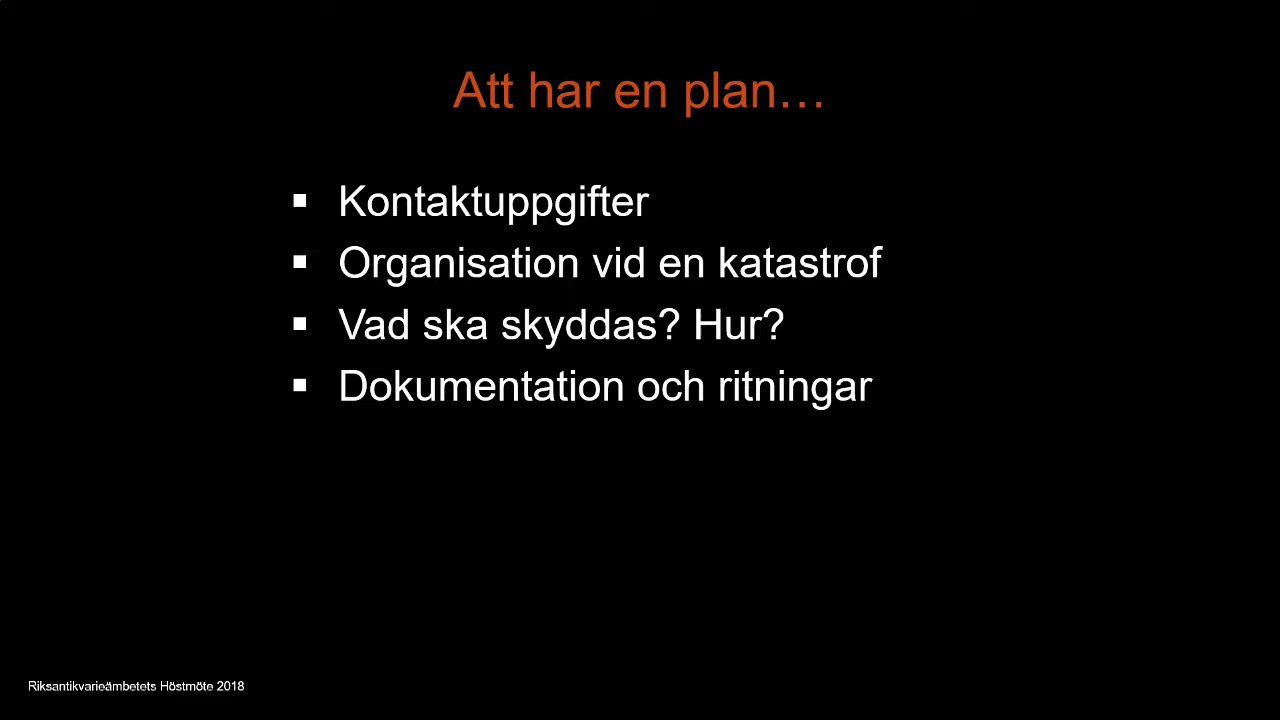 Att har en plan…
▪ Kontaktuppgifter
▪ Organisation vid en katastrof
▪ Vad ska skyddas? Hur?
▪ Dokumentation och ritningar
Riksantikvarieämbetets Höstmöte 2018